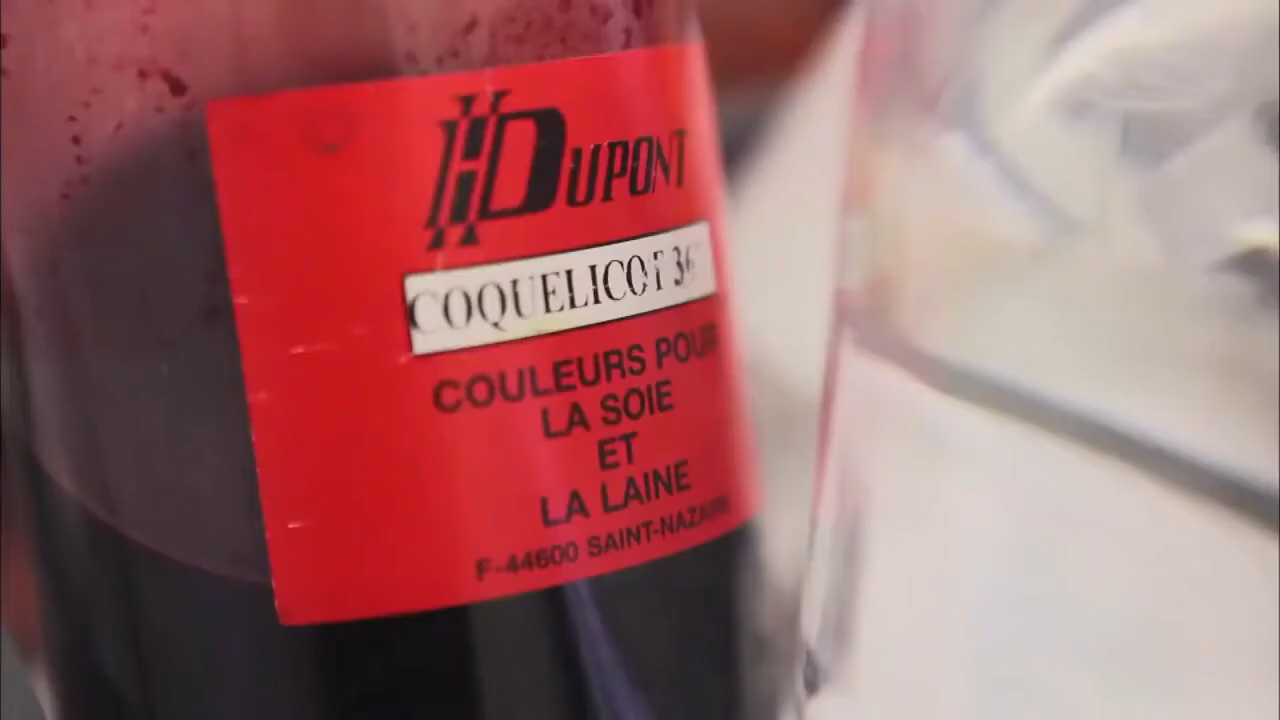 H DUPONT
COQUELICOT
COULEURS POUR
LA SOIE
ET
LA LAINE
F-44600 SAINT-NAZAIRE